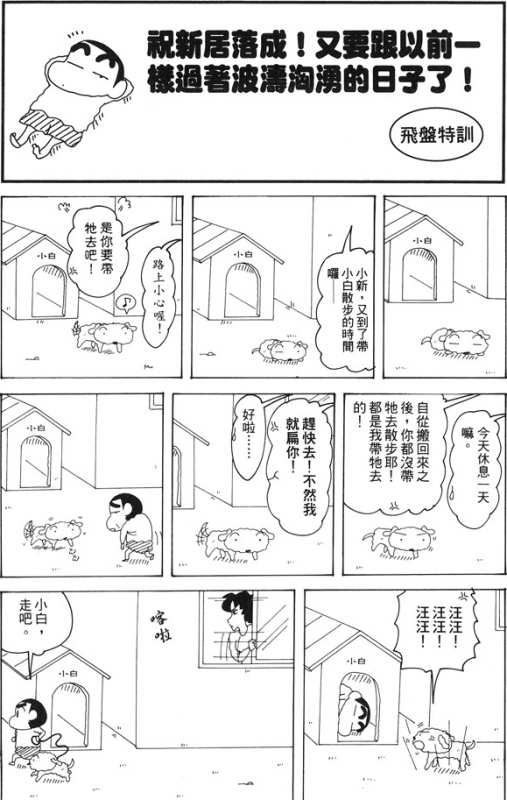 祝新居落成！又要跟以前一
樣過著波濤洶湧的日子了！
飛盤特訓
小白
小新，又到了帶
小白散步的時間
囉——
小白
路上小心喔！
是你要帶
牠去吧！
小白
今天休息一天
嘛。
自從搬回來之
後，你都沒帶
牠去散步耶！
都是我帶牠去
的！
趕快去！不然我
就扁你！
好啦……
小白
汪汪！
汪汪！
汪汪！
小白
喀啦
小白，
走吧。
小白